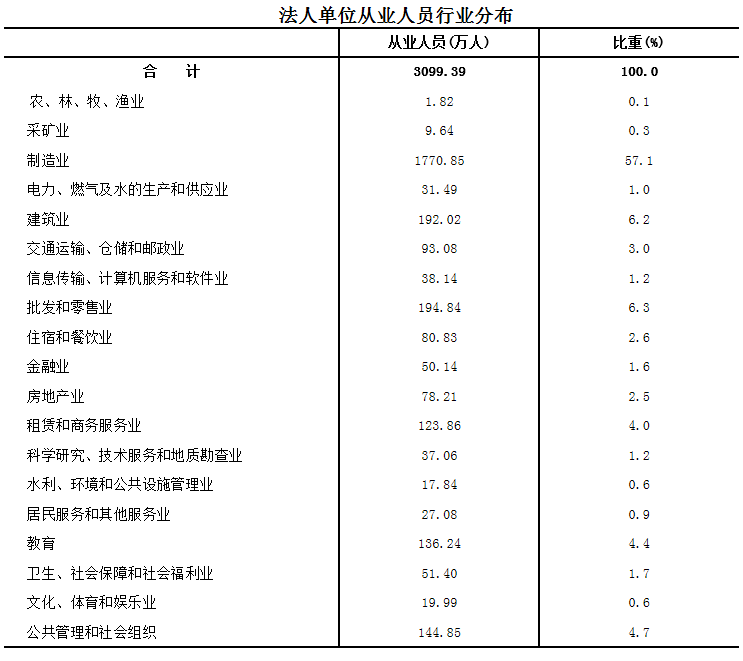 法人单位从业人员行业分布
从业人员(万人) 比重(%)
合 计 3099.39 100.0
农、林、牧、渔业 1.82 0.1
采矿业 9.64 0.3
制造业 1770.85 57.1
电力、燃气及水的生产和供应业 31.49 1.0
建筑业 192.02 6.2
交通运输、仓储和邮政业 93.08 3.0
信息传输、计算机服务和软件业 38.14 1.2
批发和零售业 194.84 6.3
住宿和餐饮业 80.83 2.6
金融业 50.14 1.6
房地产业 78.21 2.5
租赁和商务服务业 123.86 4.0
科学研究、技术服务和地质勘查业 37.06 1.2
水利、环境和公共设施管理业 17.84 0.6
居民服务和其他服务业 27.08 0.9
教育 136.24 4.4
卫生、社会保障和社会福利业 51.40 1.7
文化、体育和娱乐业 19.99 0.6
公共管理和社会组织 144.85 4.7